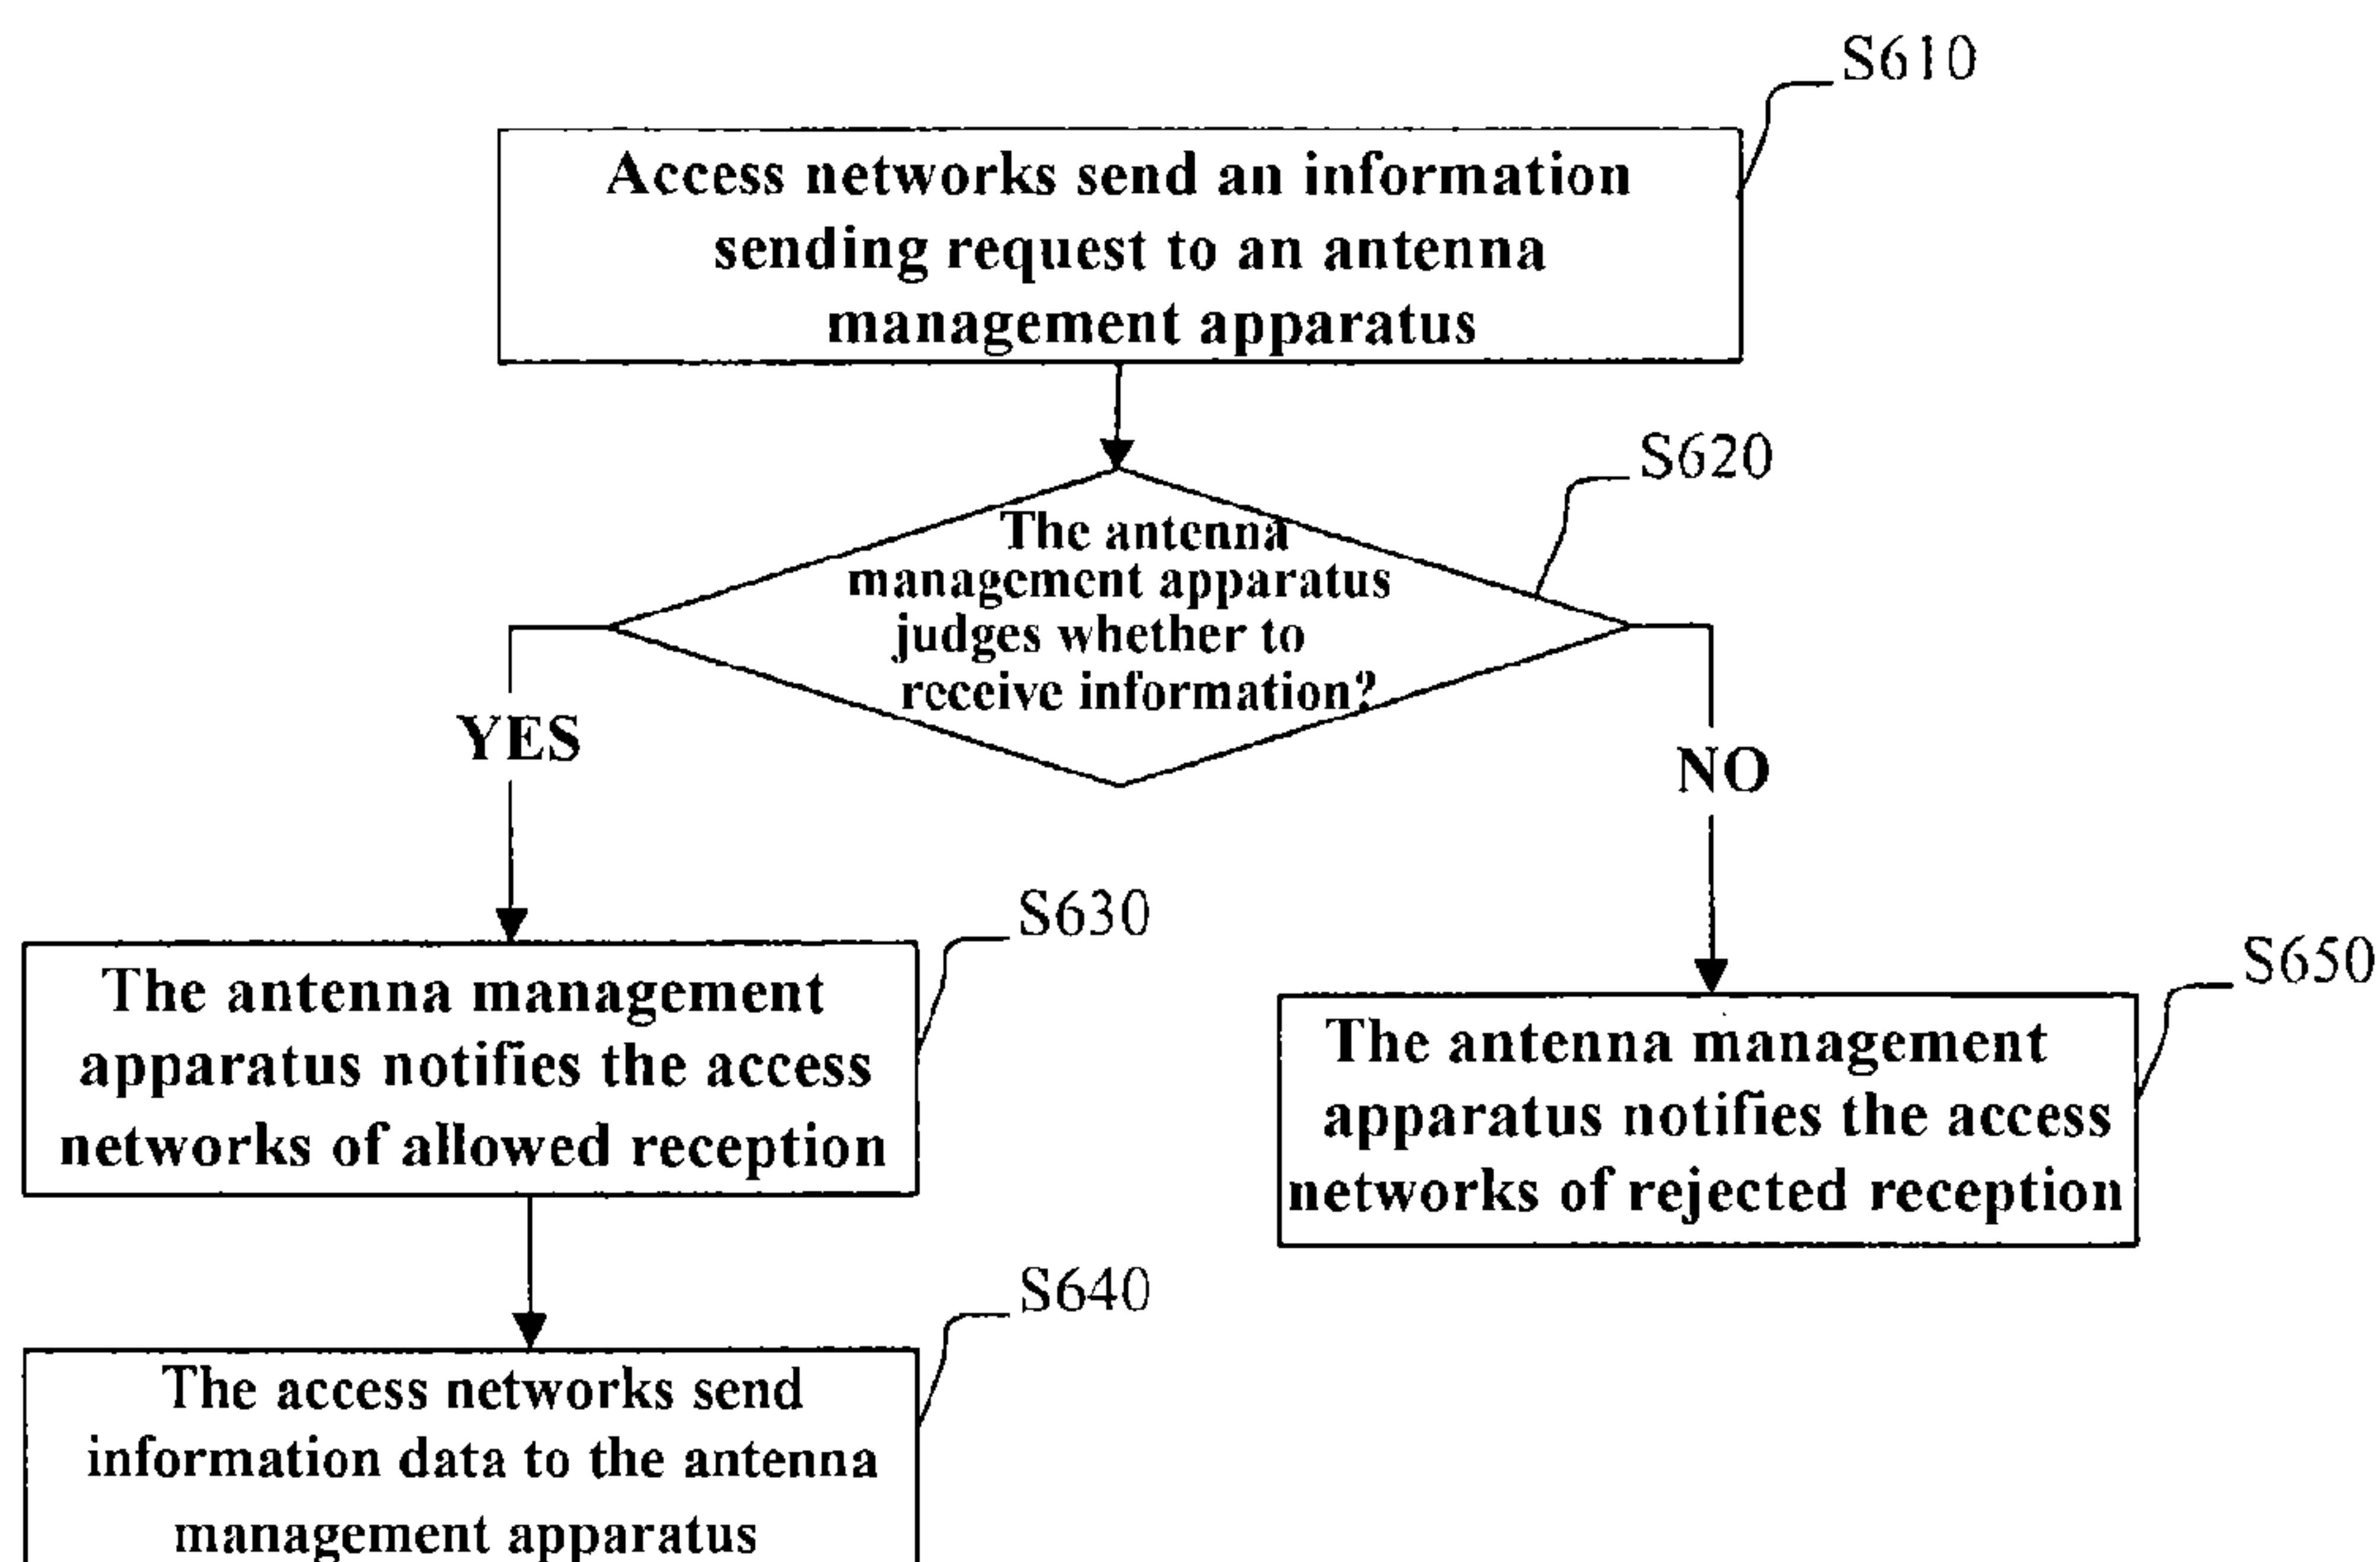 S610
Access networks send an information
sending request to an antenna
management apparatus
S620
The antenna
management apparatus
judges whether to
receive information?
YES
NO
S630
The antenna management
apparatus notifies the access
networks of allowed reception
S650
The antenna management
apparatus notifies the access
networks of rejected reception
S640
The access networks send
information data to the antenna
management apparatus